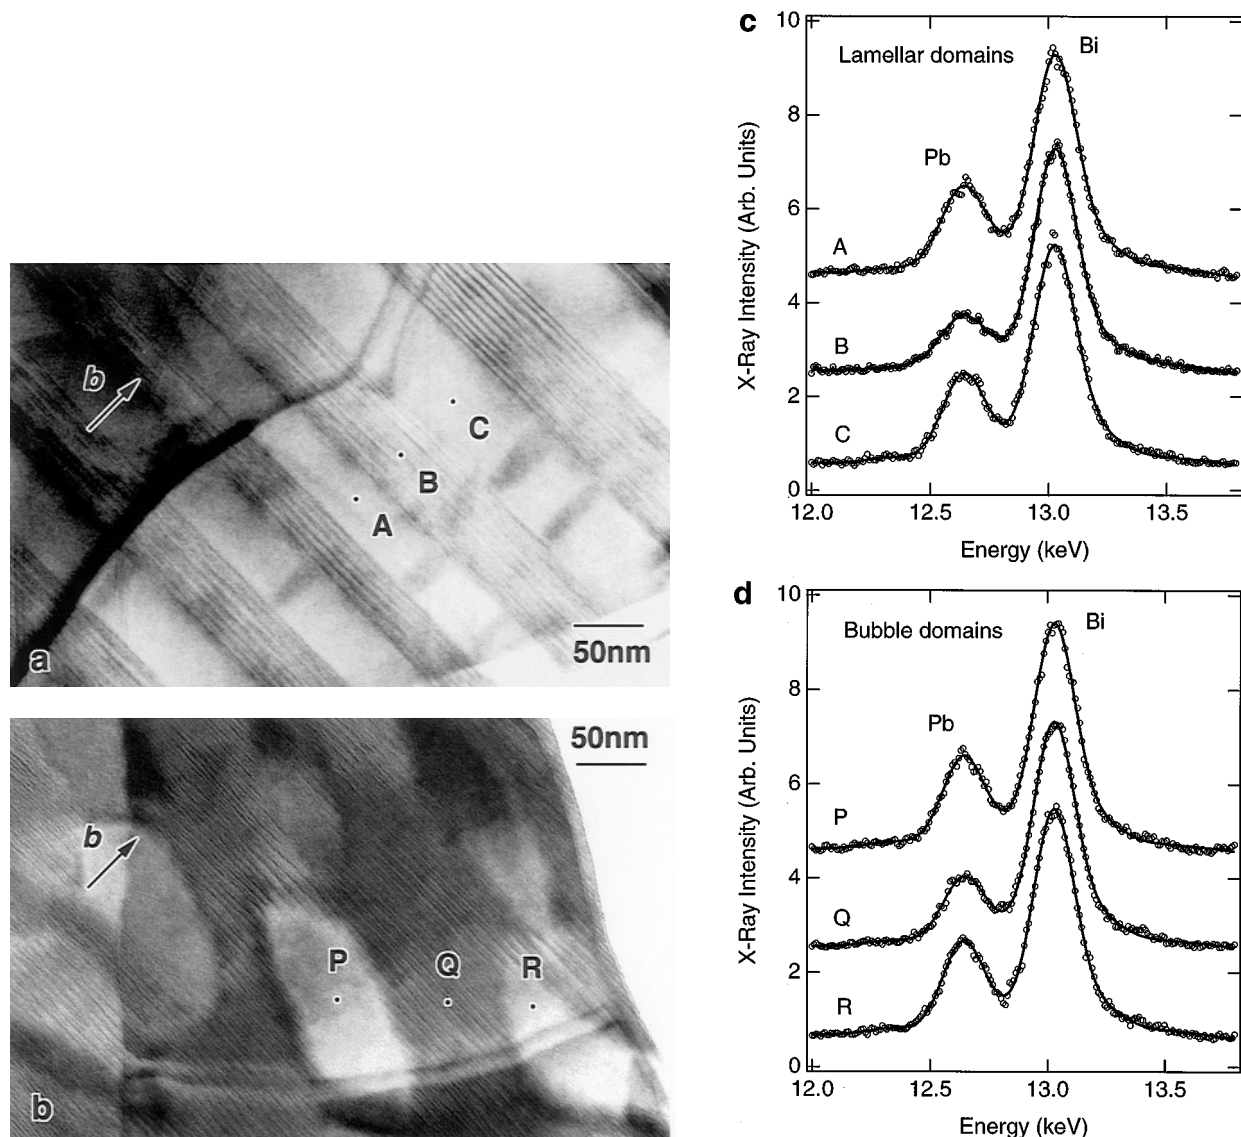 b
C
B
A
a
50nm
50nm
b
P
Q
R
b
c
10
8
6
4
2
0
Lamellar domains
Bi
Pb
A
B
C
X-Ray Intensity (Arb. Units)
12.0 12.5 13.0 13.5
Energy (keV)
d
10
8
6
4
2
0
Bubble domains
Bi
Pb
P
Q
R
X-Ray Intensity (Arb. Units)
12.0 12.5 13.0 13.5
Energy (keV)